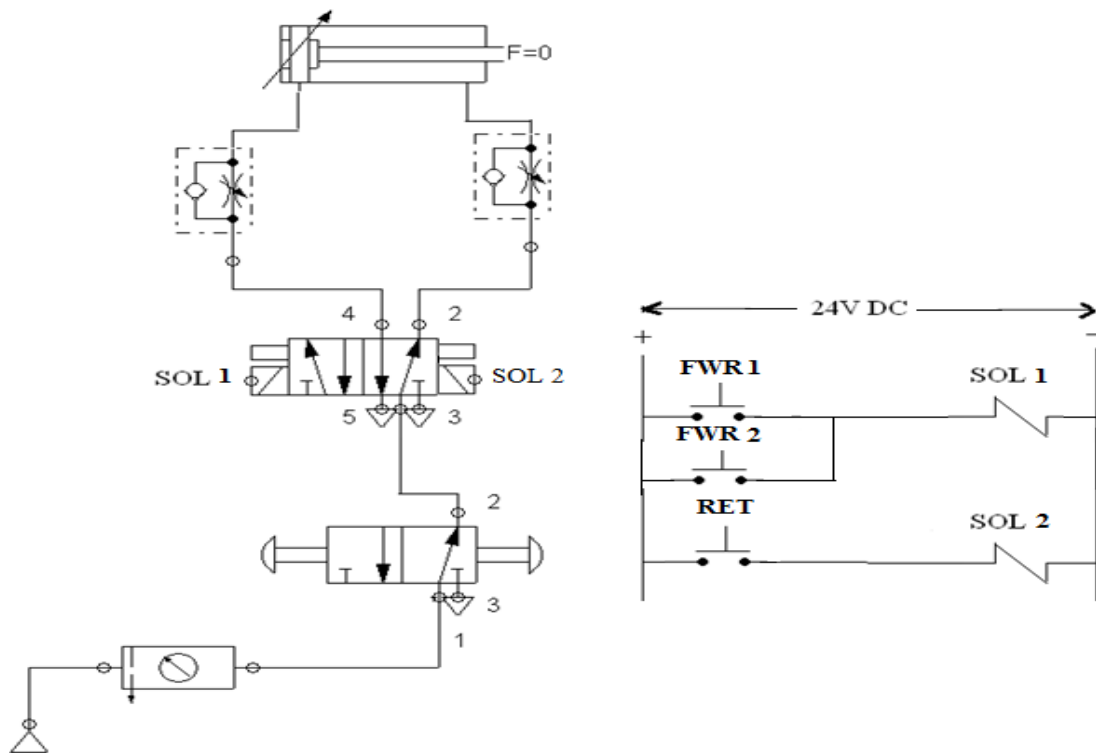 F=0
4 2
SOL 1 SOL 2
5 3
2
3
1
24V DC
+ −
FWR 1 SOL 1
FWR 2
RET SOL 2